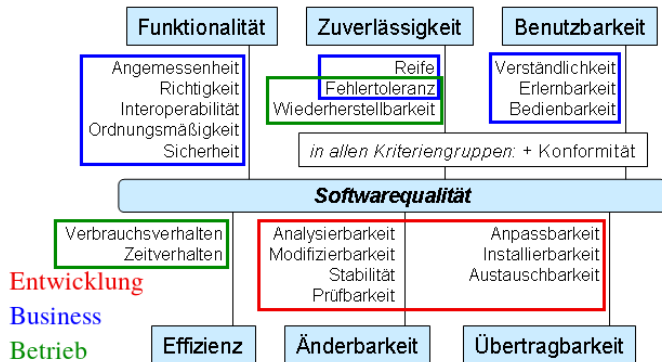 Funktionalität
Zuverlässigkeit
Benutzbarkeit
Angemessenheit
Richtigkeit
Interoperabilität
Ordnungsmäßigkeit
Sicherheit
Reife
Fehlertoleranz
Wiederherstellbarkeit
Verständlichkeit
Erlernbarkeit
Bedienbarkeit
in allen Kriteriengruppen: + Konformität
Softwarequalität
Verbrauchsverhalten
Zeitverhalten
Analysierbarkeit
Modifizierbarkeit
Stabilität
Prüfbarkeit
Anpassbarkeit
Installierbarkeit
Austauschbarkeit
Entwicklung
Business
Betrieb
Effizienz
Änderbarkeit
Übertragbarkeit